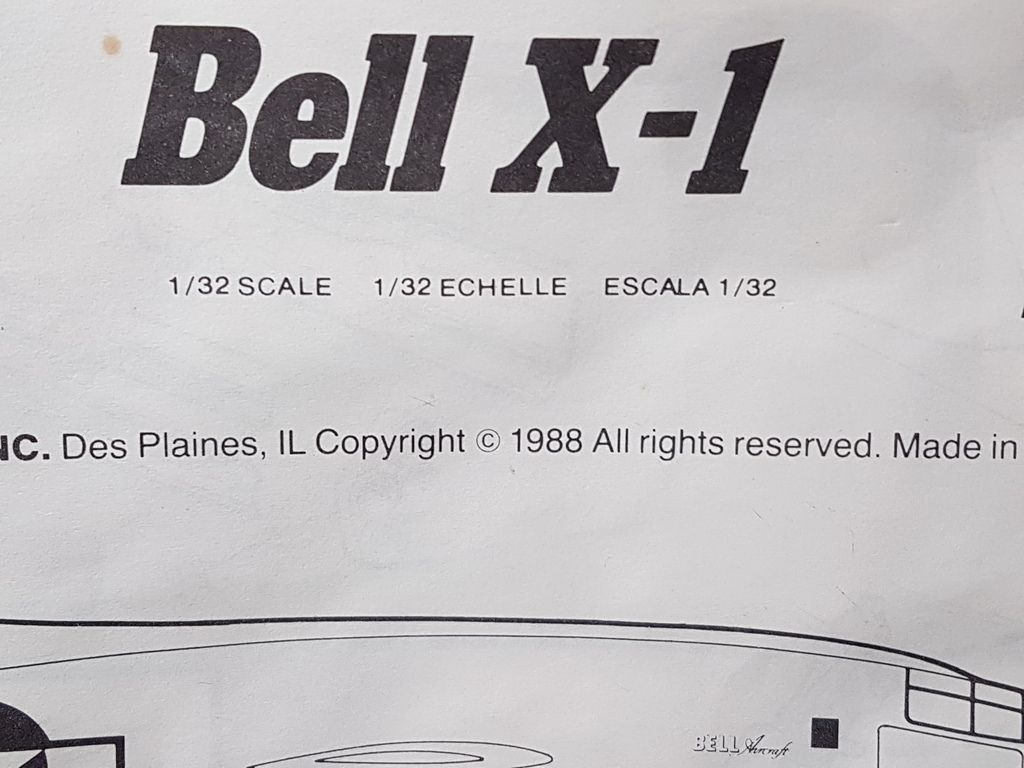 Bell X-1
1/32 SCALE 1/32 ECHELLE ESCALA 1/32
NC. Des Plaines, IL Copyright © 1988 All rights reserved. Made in
BELL Aircraft